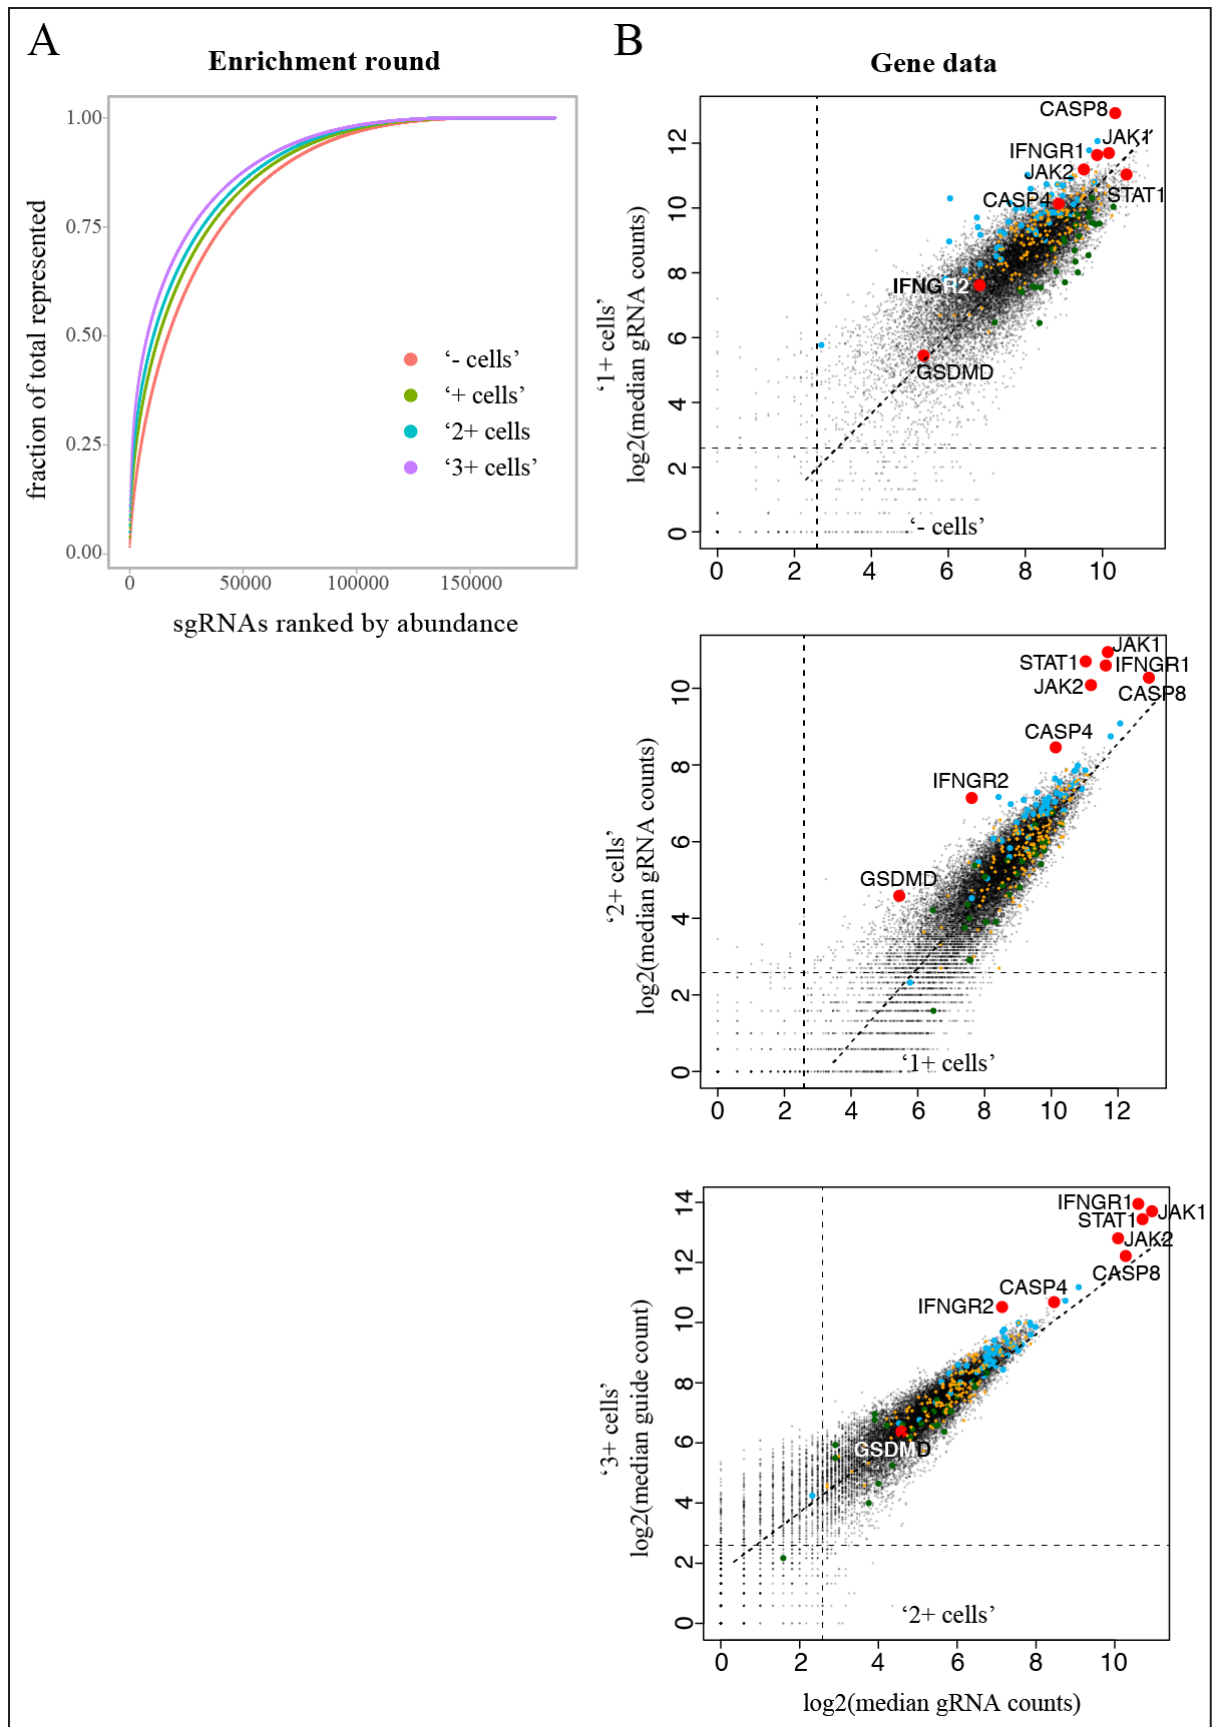 A
Enrichment round
1.00
0.75
0.50
0.25
0.00
fraction of total represented
‘- cells’
‘+ cells’
‘2+ cells
‘3+ cells’
0
50000
100000
150000
sgRNAs ranked by abundance
B
Gene data
‘1+ cells’
log2(median gRNA counts)
12
10
8
6
4
2
0
CASP8
JAK1
IFNGR1
JAK2
STAT1
CASP4
IFNGR2
GSDMD
‘- cells’
0 2 4 6 8 10
‘2+ cells’
log2(median gRNA counts)
10
8
6
4
2
0
JAK1
STAT1
IFNGR1
JAK2
CASP8
CASP4
IFNGR2
GSDMD
‘1+ cells’
0 2 4 6 8 10 12
‘3+ cells’
log2(median guide count)
14
12
10
8
6
4
2
0
IFNGR1
JAK1
STAT1
JAK2
CASP8
CASP4
IFNGR2
GSDMD
‘2+ cells’
0 2 4 6 8 10
log2(median gRNA counts)